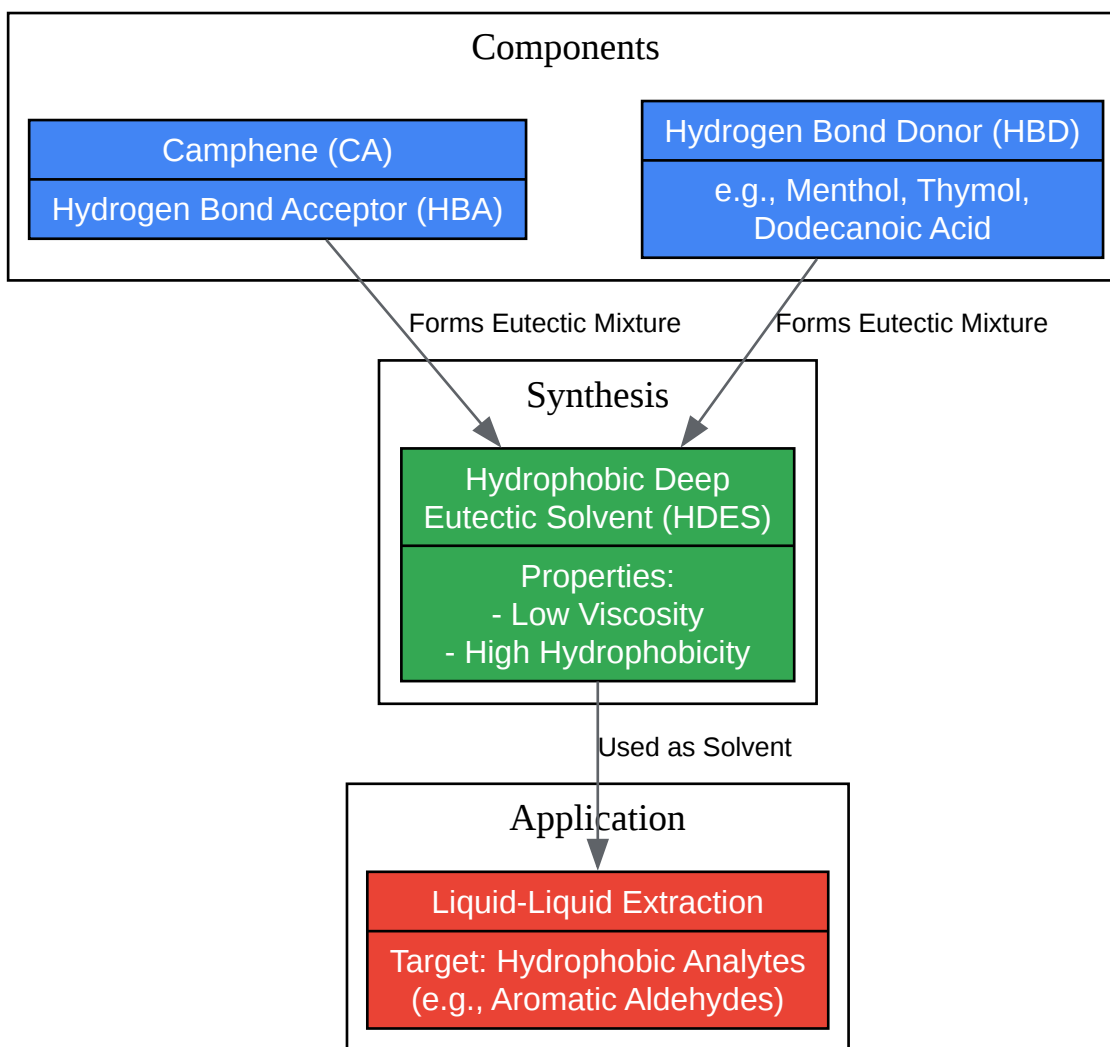 Components
Camphene (CA)
Hydrogen Bond Acceptor (HBA)
Hydrogen Bond Donor (HBD)
e.g., Menthol, Thymol,
Dodecanoic Acid
Forms Eutectic Mixture
Forms Eutectic Mixture
Synthesis
Hydrophobic Deep
Eutectic Solvent (HDES)
Properties:
- Low Viscosity
- High Hydrophobicity
Used as Solvent
Application
Liquid-Liquid Extraction
Target: Hydrophobic Analytes
(e.g., Aromatic Aldehydes)